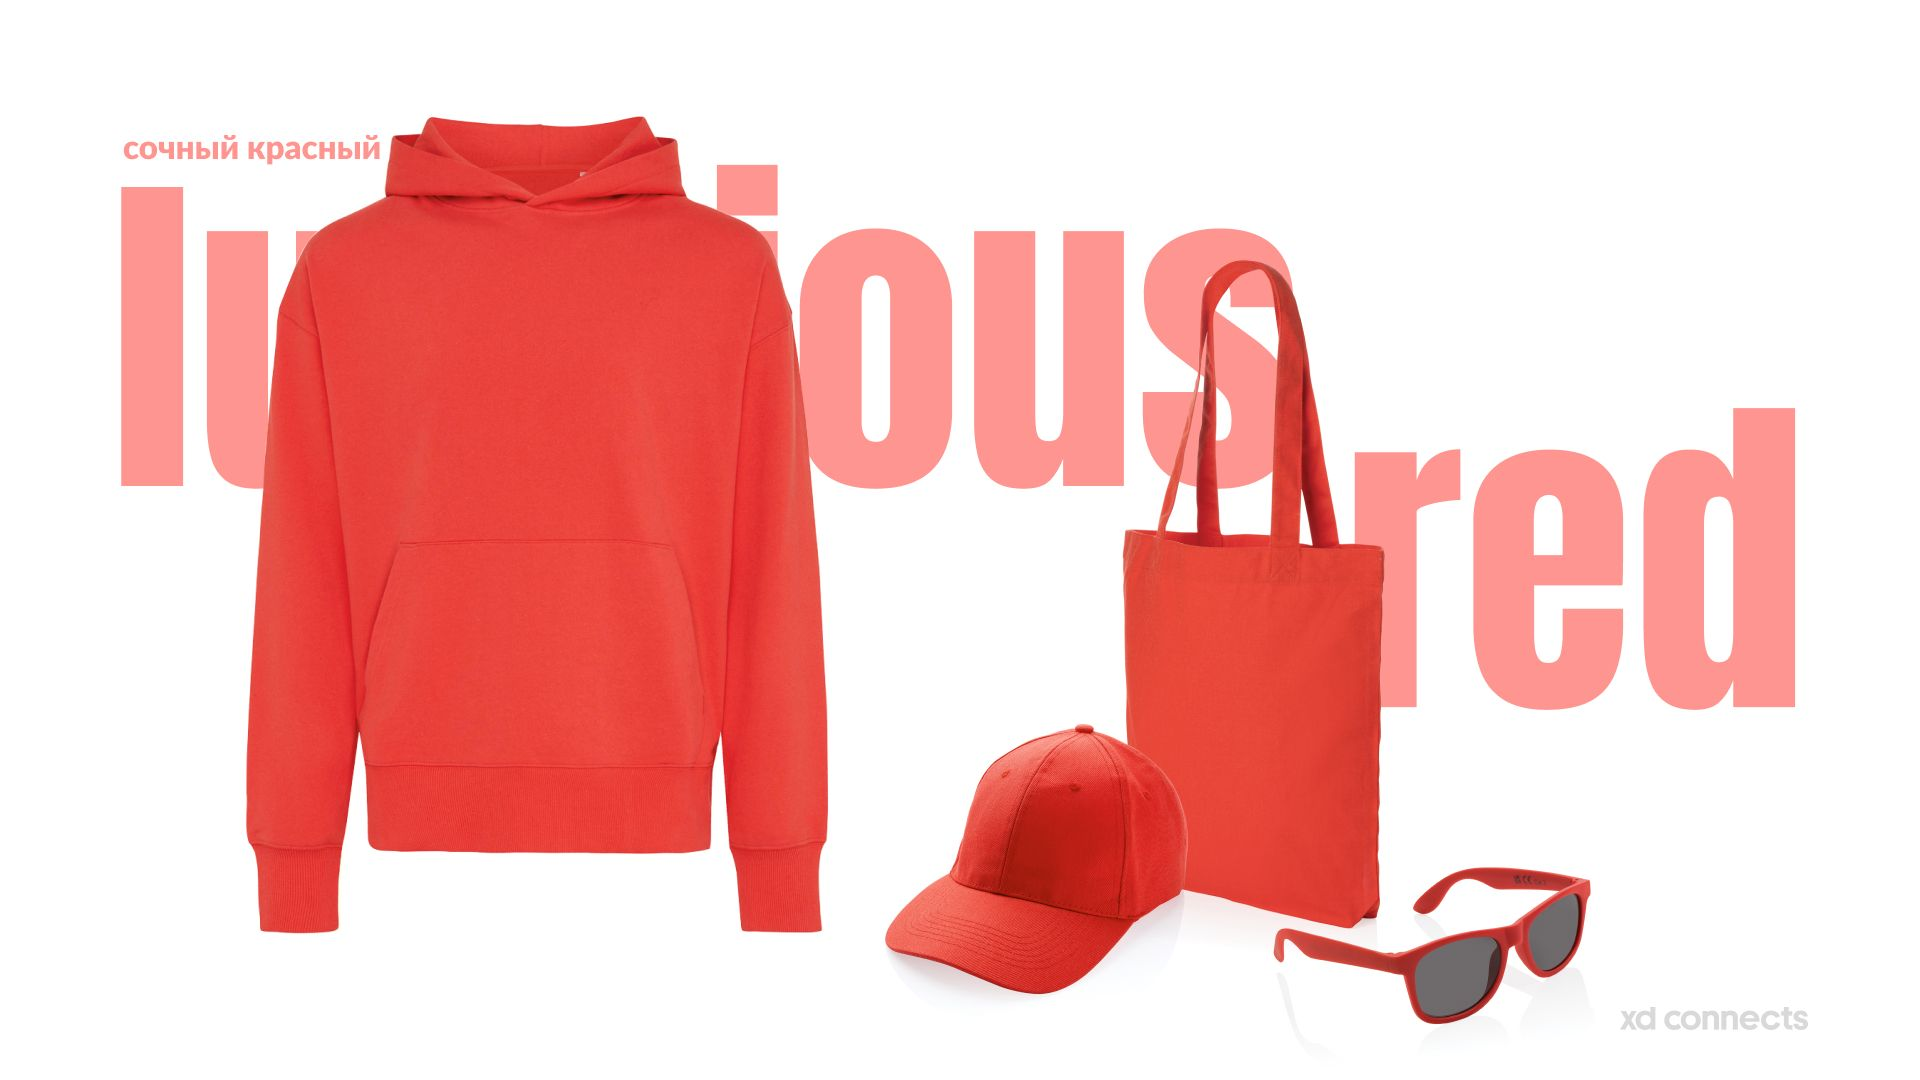 сочный красный
red
xd connects